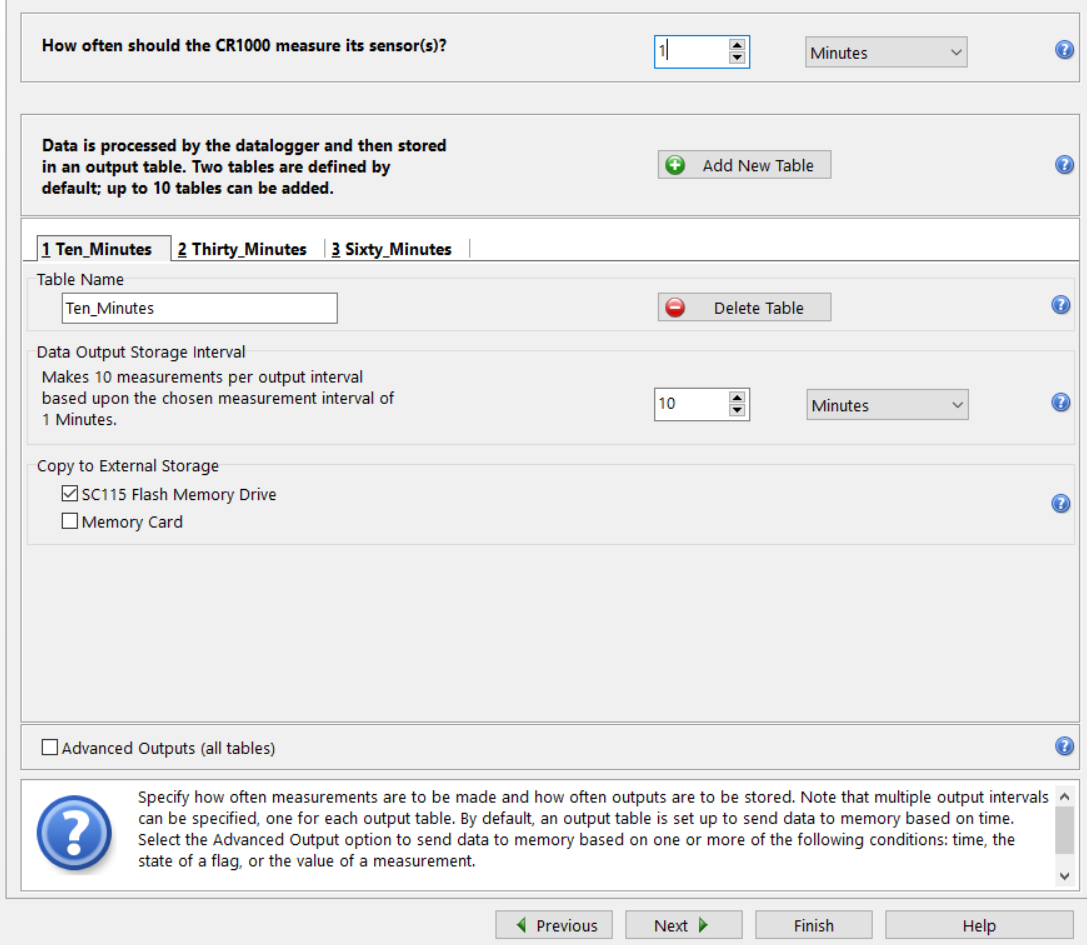 How often should the CR1000 measure its sensor(s)?
1
Minutes
Data is processed by the datalogger and then stored
in an output table. Two tables are defined by
default; up to 10 tables can be added.
Add New Table
1 Ten_Minutes 2 Thirty_Minutes 3 Sixty_Minutes
Table Name
Ten_Minutes
Delete Table
Data Output Storage Interval
Makes 10 measurements per output interval
based upon the chosen measurement interval of
1 Minutes.
10
Minutes
Copy to External Storage
SC115 Flash Memory Drive
Memory Card
Advanced Outputs (all tables)
Specify how often measurements are to be made and how often outputs are to be stored. Note that multiple output intervals
can be specified, one for each output table. By default, an output table is set up to send data to memory based on time.
Select the Advanced Output option to send data to memory based on one or more of the following conditions: time, the
state of a flag, or the value of a measurement.
Previous Next Finish Help